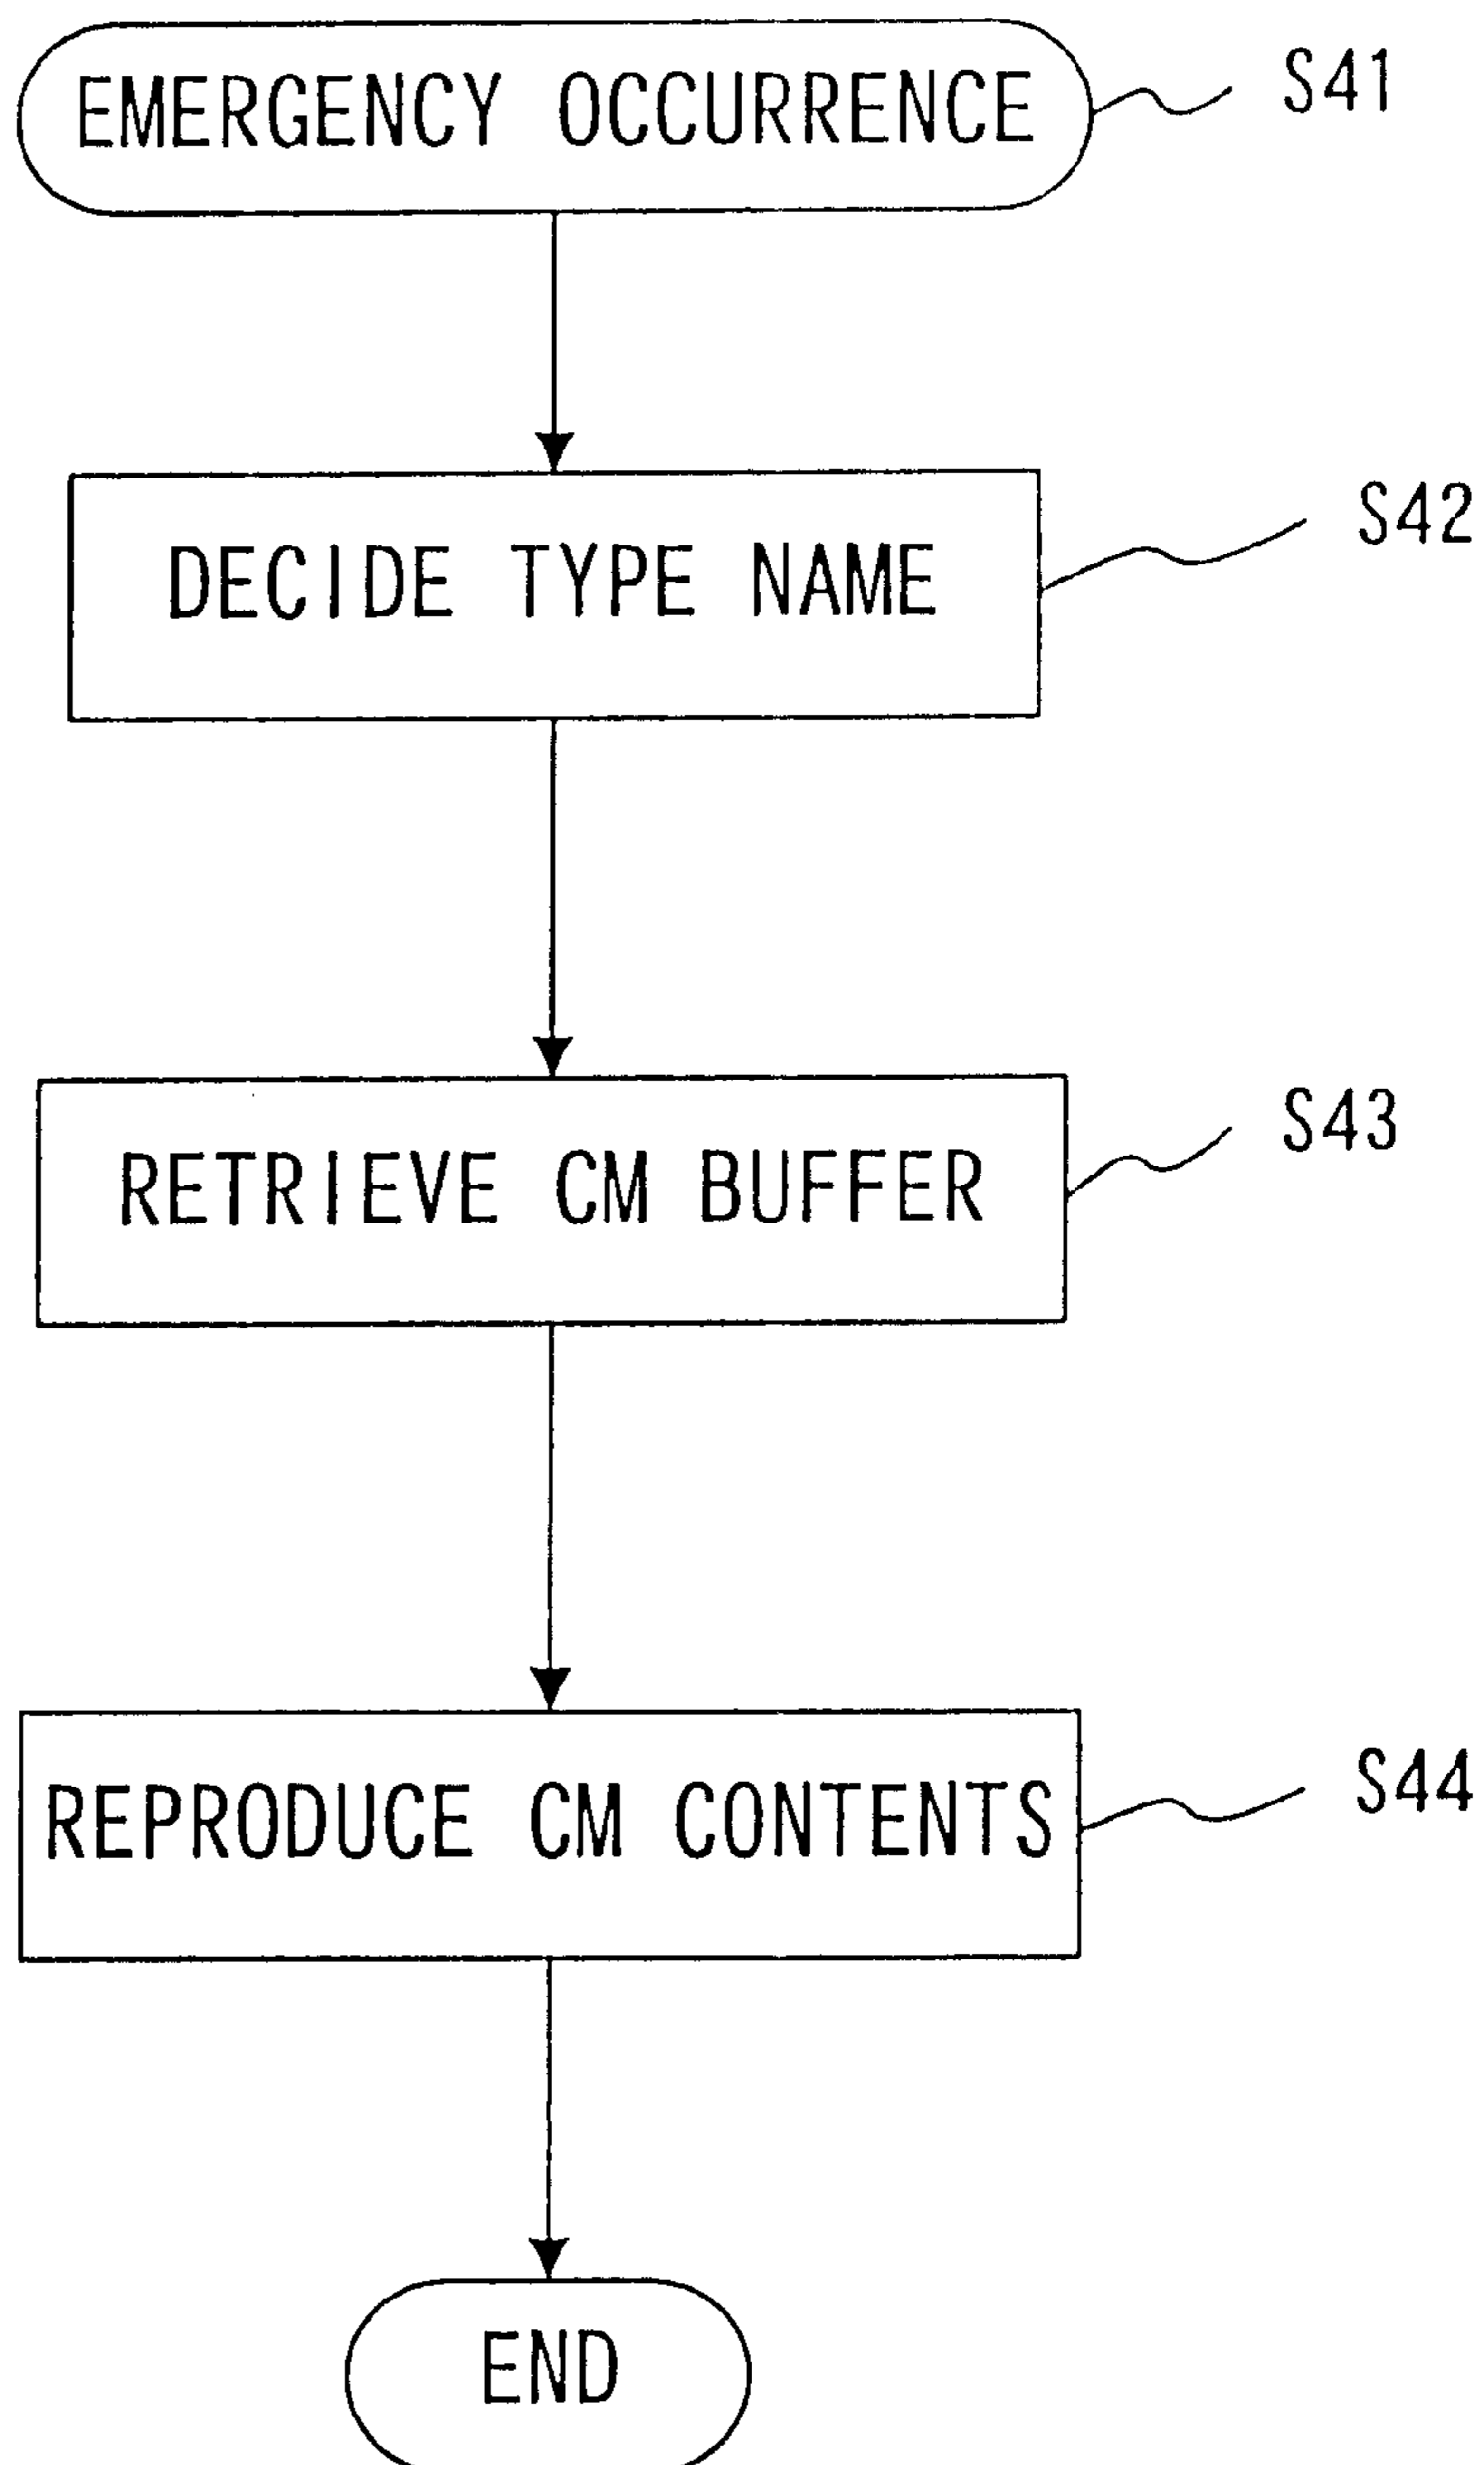 EMERGENCY OCCURRENCE S41
DECIDE TYPE NAME S42
RETRIEVE CM BUFFER S43
REPRODUCE CM CONTENTS S44
END